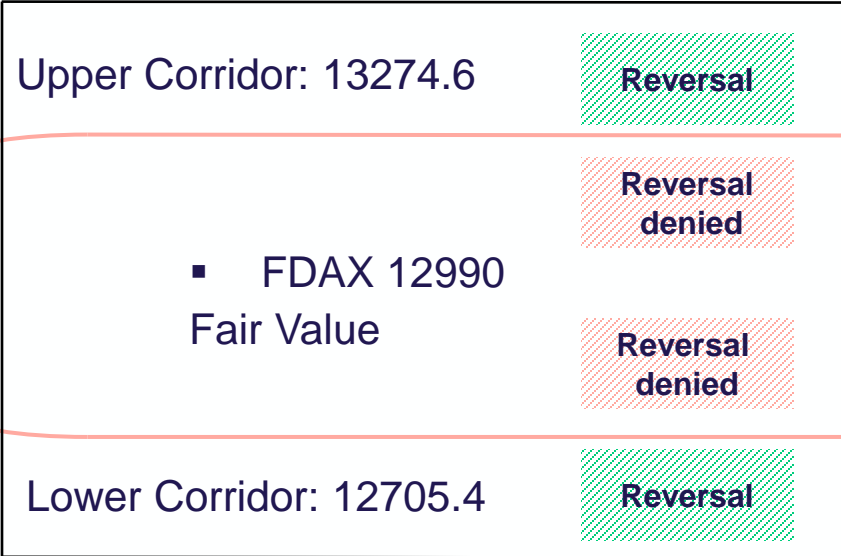 Upper Corridor: 13274.6
Reversal
Reversal
denied
▪ FDAX 12990
Fair Value
Reversal
denied
Lower Corridor: 12705.4
Reversal